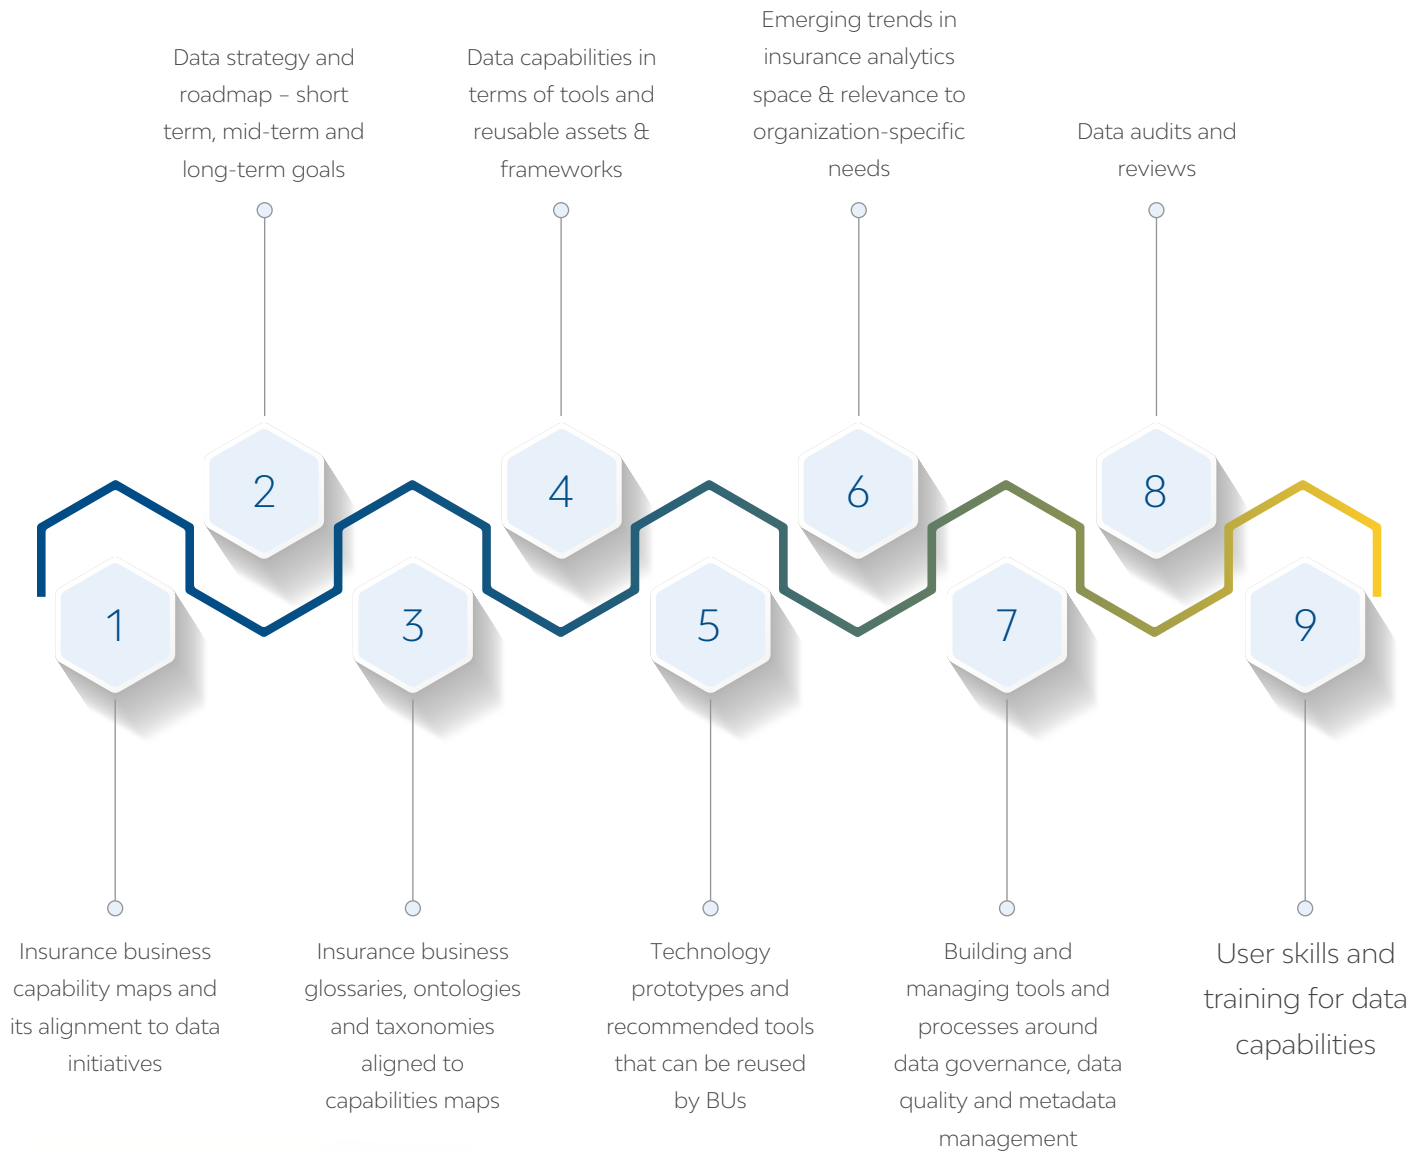 Data strategy and
roadmap – short
term, mid-term and
long-term goals
Data capabilities in
terms of tools and
reusable assets &
frameworks
Emerging trends in
insurance analytics
space & relevance to
organization-specific
needs
Data audits and
reviews
2
4
6
8
1
3
5
7
9
Insurance business
capability maps and
its alignment to data
initiatives
Insurance business
glossaries, ontologies
and taxonomies
aligned to
capabilities maps
Technology
prototypes and
recommended tools
that can be reused
by BUs
Building and
managing tools and
processes around
data governance, data
quality and metadata
management
User skills and
training for data
capabilities